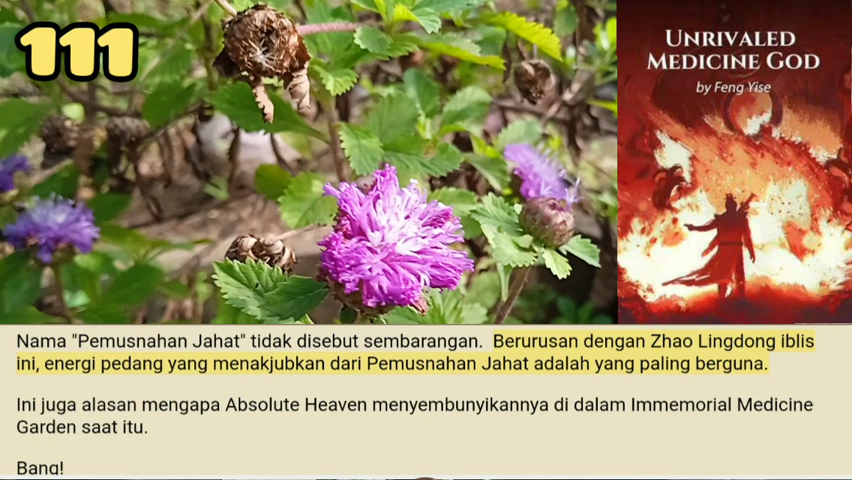 111
UNRIVALED
MEDICINE GOD
by Feng Yise
Nama "Pemusnahan Jahat" tidak disebut sembarangan. Berurusan dengan Zhao Lingdong iblis
ini, energi pedang yang menakjubkan dari Pemusnahan Jahat adalah yang paling berguna.
Ini juga alasan mengapa Absolute Heaven menyembunyikannya di dalam Immemorial Medicine
Garden saat itu.
Bang!